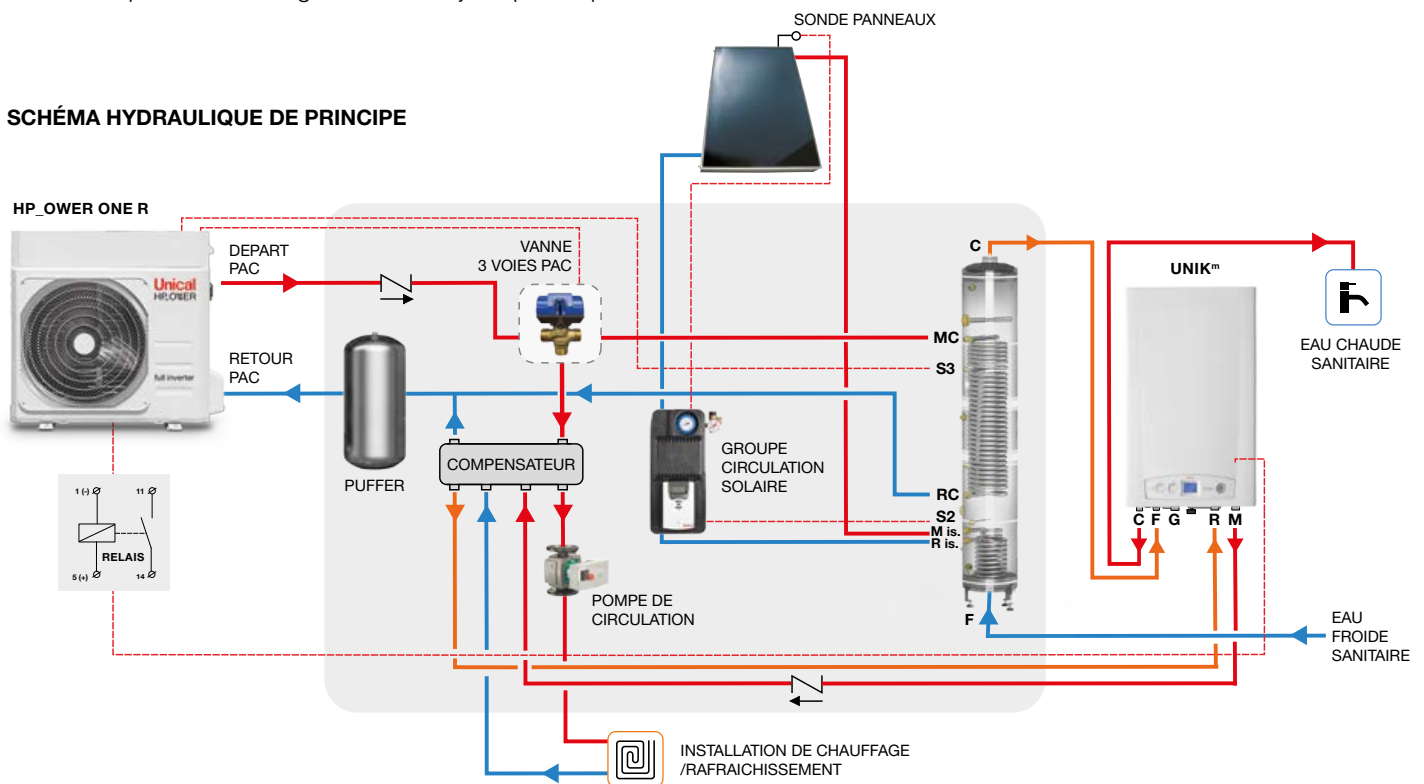 SONDE PANNEAUX
SCHÉMA HYDRAULIQUE DE PRINCIPE
HP_OWER ONE R
DEPART
PAC
VANNE
3 VOIES PAC
C
UNIKᵐ
Unical
HP_OWER
EAU CHAUDE
SANITAIRE
MC
RETOUR
PAC
S3
full inverter
COMPENSATEUR
PUFFER
GROUPE
CIRCULATION
SOLAIRE
RC
S2
M is.
R is.
C F G R M
1 (-)
11
RELAIS
5 (+)
14
POMPE DE
CIRCULATION
F
EAU
FROIDE
SANITAIRE
INSTALLATION DE CHAUFFAGE
/RAFRAICHISSEMENT